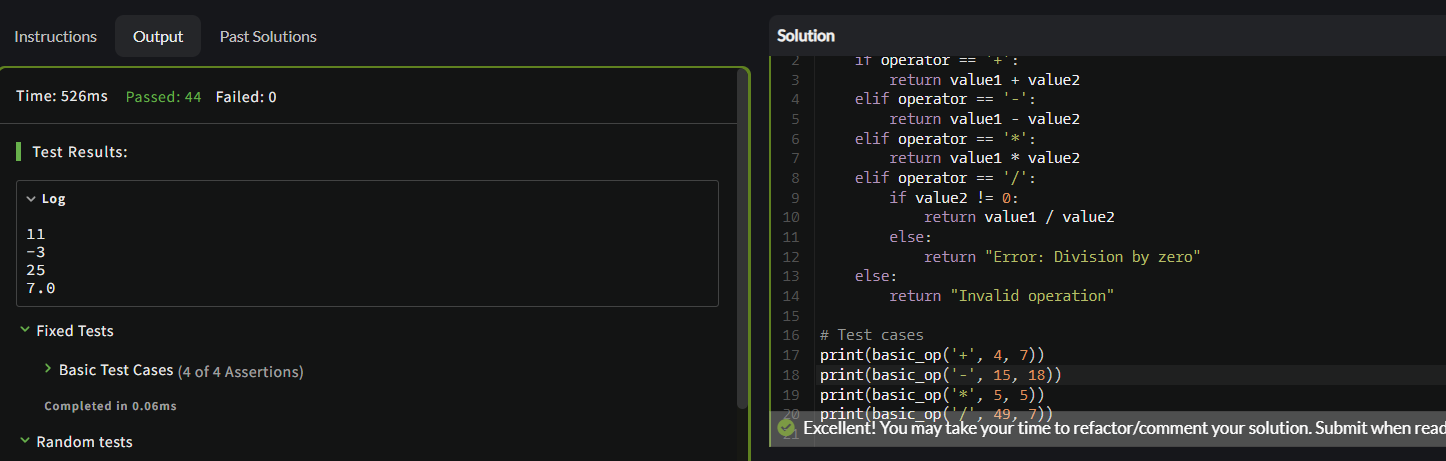 Instructions Output Past Solutions
Time: 526ms Passed: 44 Failed: 0
Test Results:
Log
11
-3
25
7.0
Fixed Tests
Basic Test Cases (4 of 4 Assertions)
Completed in 0.06ms
Random tests
Solution
2     if operator == '+':
3         return value1 + value2
4     elif operator == '-':
5         return value1 - value2
6     elif operator == '*':
7         return value1 * value2
8     elif operator == '/':
9         if value2 != 0:
10             return value1 / value2
11         else:
12             return "Error: Division by zero"
13     else:
14         return "Invalid operation"
15
16 # Test cases
17 print(basic_op('+', 4, 7))
18 print(basic_op('-', 15, 18))
19 print(basic_op('*', 5, 5))
20 print(basic_op('/', 49, 7))
21
Excellent! You may take your time to refactor/comment your solution. Submit when read